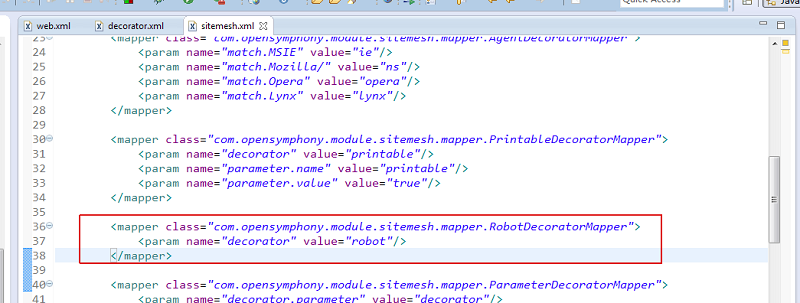 Quick Access
Java
web.xml
decorator.xml
sitemesh.xml
23 <mapper class="com.opensymphony.module.sitemesh.mapper.AgentDecoratorMapper">
24 <param name="match.MSIE" value="ie"/>
25 <param name="match.Mozilla/" value="ns"/>
26 <param name="match.Opera" value="opera"/>
27 <param name="match.Lynx" value="lynx"/>
28 </mapper>
29
30 <mapper class="com.opensymphony.module.sitemesh.mapper.PrintableDecoratorMapper">
31 <param name="decorator" value="printable"/>
32 <param name="parameter.name" value="printable"/>
33 <param name="parameter.value" value="true"/>
34 </mapper>
35
36 <mapper class="com.opensymphony.module.sitemesh.mapper.RobotDecoratorMapper">
37 <param name="decorator" value="robot"/>
38 </mapper>
39
40 <mapper class="com.opensymphony.module.sitemesh.mapper.ParameterDecoratorMapper">
41 <param name="decorator.parameter" value="decorator"/>